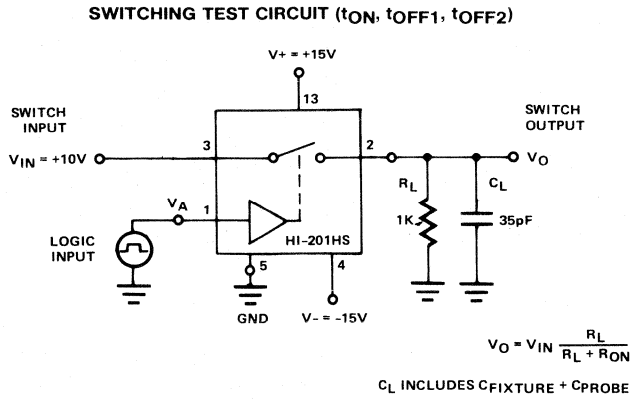 SWITCHING TEST CIRCUIT (tON, tOFF1, tOFF2)
V+ = +15V
13
SWITCH
INPUT
SWITCH
OUTPUT
VIN = +10V
3
2
VO
RL
CL
VA
1
1K
35pF
LOGIC
INPUT
HI-201HS
5
4
GND
V- = -15V
VO = VIN RL
RL + RON
CL INCLUDES CFIXTURE + CPROBE